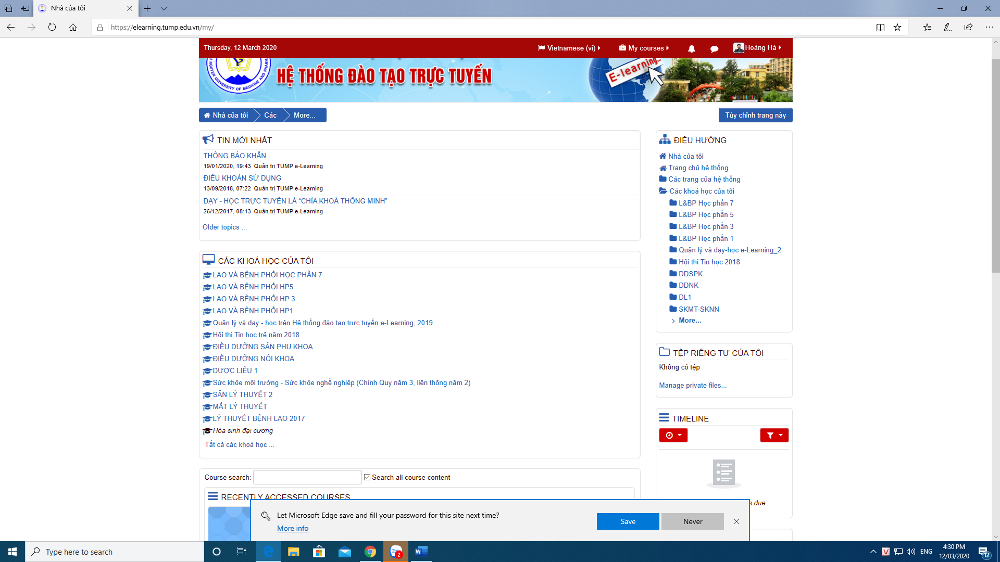 Nhà của tôi
https://elearning.tump.edu.vn/my/
Thursday, 12 March 2020
Vietnamese (vi)
My courses
Hoàng Hà
NGUYEN UNIVERSITY OF MEDICINE AND
HỆ THỐNG ĐÀO TẠO TRỰC TUYẾN
E-learning...
Nhà của tôi
Các
More...
Tùy chỉnh trang này
TIN MỚI NHẤT
THÔNG BÁO KHẨN
19/01/2020, 19:43 Quản trị TUMP e-Learning
ĐIỀU KHOẢN SỬ DỤNG
13/09/2018, 07:22 Quản trị TUMP e-Learning
DẠY - HỌC TRỰC TUYẾN LÀ “CHÌA KHOÁ THÔNG MINH”
26/12/2017, 08:13 Quản trị TUMP e-Learning
Older topics ...
CÁC KHOÁ HỌC CỦA TÔI
LAO VÀ BỆNH PHỔI HỌC PHẦN 7
LAO VÀ BỆNH PHỔI HP5
LAO VÀ BỆNH PHỔI HP 3
LAO VÀ BỆNH PHỔI HP1
Quản lý và dạy - học trên Hệ thống đào tạo trực tuyến e-Learning, 2019
Hội thi Tin học trẻ năm 2018
ĐIỀU DƯỠNG SẢN PHỤ KHOA
ĐIỀU DƯỠNG NỘI KHOA
DƯỢC LIỆU 1
Sức khỏe môi trường - Sức khỏe nghề nghiệp (Chính Quy năm 3, liên thông năm 2)
SẢN LÝ THUYẾT 2
MẮT LÝ THUYẾT
LÝ THUYẾT BỆNH LAO 2017
Hóa sinh đại cương
Tất cả các khoá học ...
Course search:
Search all course content
RECENTLY ACCESSED COURSES
ĐIỀU HƯỚNG
Nhà của tôi
Trang chủ hệ thống
Các trang của hệ thống
Các khoá học của tôi
L&BP Học phần 7
L&BP Học phần 5
L&BP Học phần 3
L&BP Học phần 1
Quản lý và dạy-học e-Learning_2
Hội thi Tin học 2018
DDSPK
DDNK
DL1
SKMT-SKNN
More...
TỆP RIÊNG TƯ CỦA TÔI
Không có tệp
Manage private files...
TIMELINE
s due
Let Microsoft Edge save and fill your password for this site next time?
More info
Save
Never
Type here to search
2
ENG
4:30 PM
12/03/2020
12